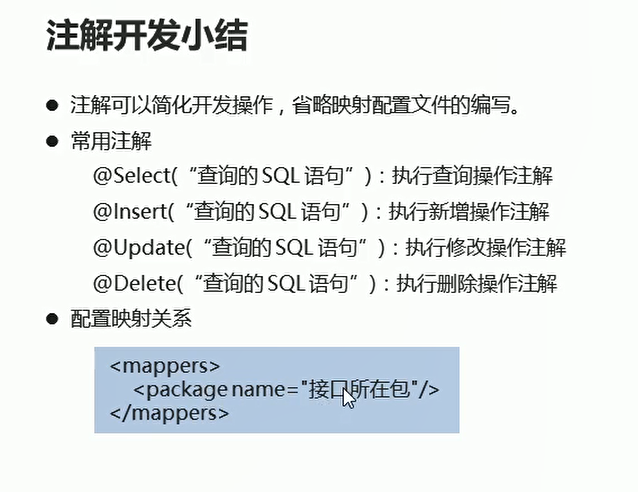 注解开发小结
● 注解可以简化开发操作，省略映射配置文件的编写。
● 常用注解
@Select(“查询的 SQL 语句”)：执行查询操作注解
@Insert(“查询的 SQL 语句”)：执行新增操作注解
@Update(“查询的 SQL 语句”)：执行修改操作注解
@Delete(“查询的 SQL 语句”)：执行删除操作注解
● 配置映射关系
<mappers>
<package name="接口所在包"/>
</mappers>